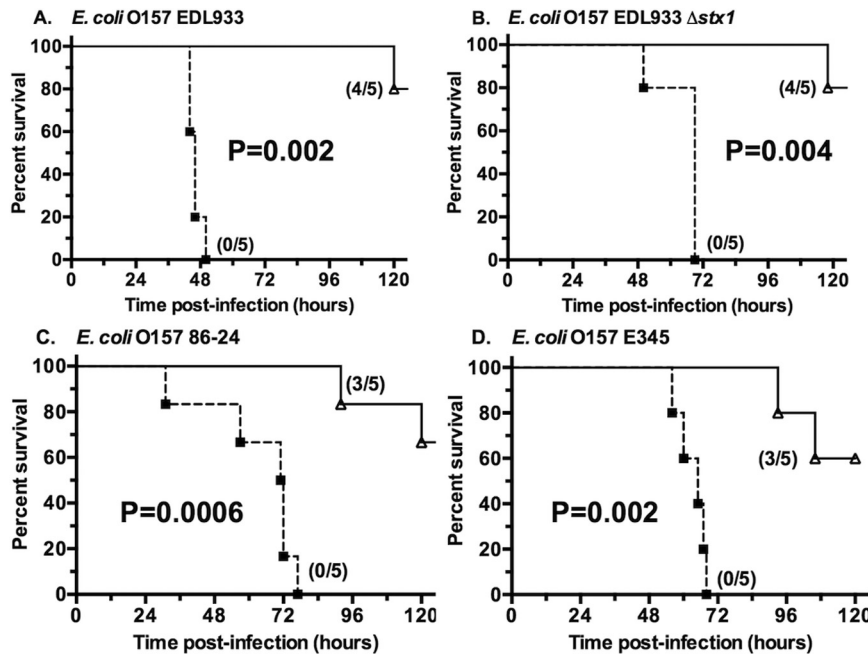 A. E. coli O157 EDL933
100
80
60
40
20
0
Percent survival
(4/5)
P=0.002
(0/5)
0 24 48 72 96 120
Time post-infection (hours)
B. E. coli O157 EDL933 Δstx1
100
80
60
40
20
0
Percent survival
(4/5)
P=0.004
(0/5)
0 24 48 72 96 120
Time post-infection (hours)
C. E. coli O157 86-24
100
80
60
40
20
0
Percent survival
(3/5)
P=0.0006
(0/5)
0 24 48 72 96 120
Time post-infection (hours)
D. E. coli O157 E345
100
80
60
40
20
0
Percent survival
(3/5)
P=0.002
(0/5)
0 24 48 72 96 120
Time post-infection (hours)